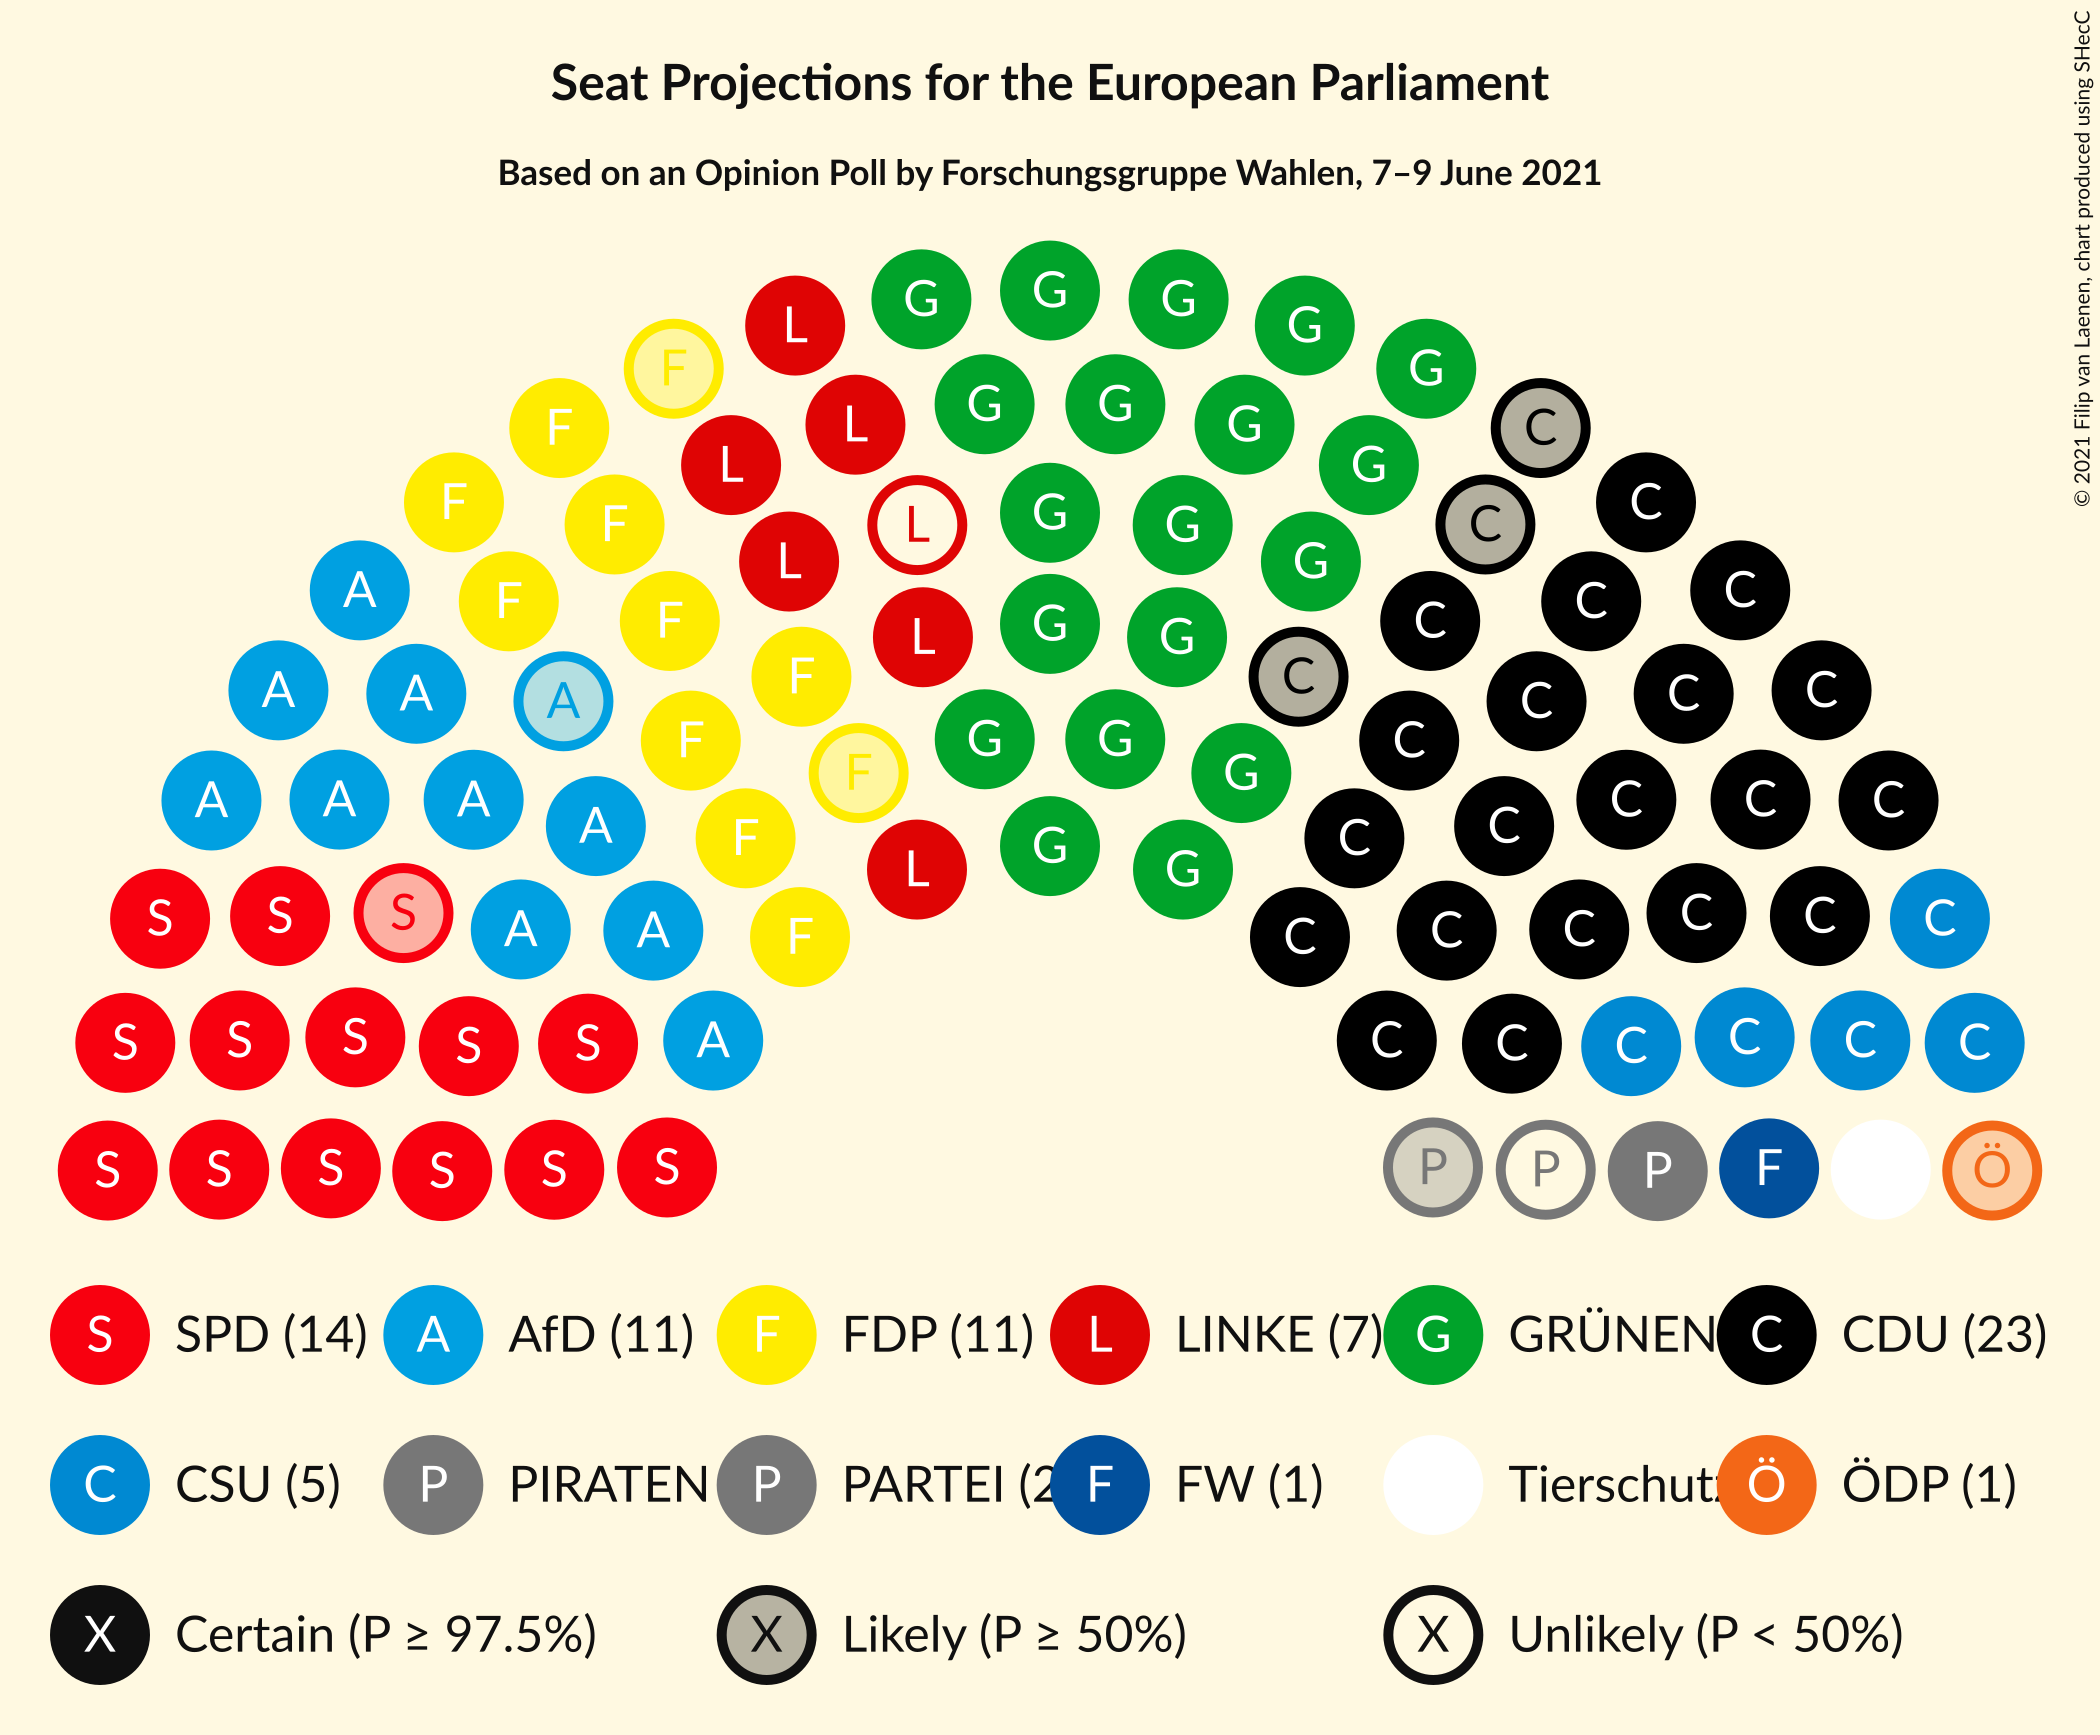 Seat Projections for the European Parliament
Based on an Opinion Poll by Forschungsgruppe Wahlen, 7–9 June 2021
© 2021 Filip van Laenen, chart produced using SHecC
L G G G G
F G
F L G G G C
L G
F F L G G C C
A F L G C C
F L G G C
A A A F C C C C
F G G C
A A A F G C C C
A F G C C
L G
S S S A A F C C C C C C
S S S S S A C C C C C C
S S S S S S P P P F Ö
S SPD (14) A AfD (11) F FDP (11) L LINKE (7) G GRÜNEN C CDU (23)
C CSU (5) P PIRATEN P PARTEI (2 F FW (1) Tierschutz Ö ÖDP (1)
X Certain (P ≥ 97.5%) X Likely (P ≥ 50%) X Unlikely (P < 50%)